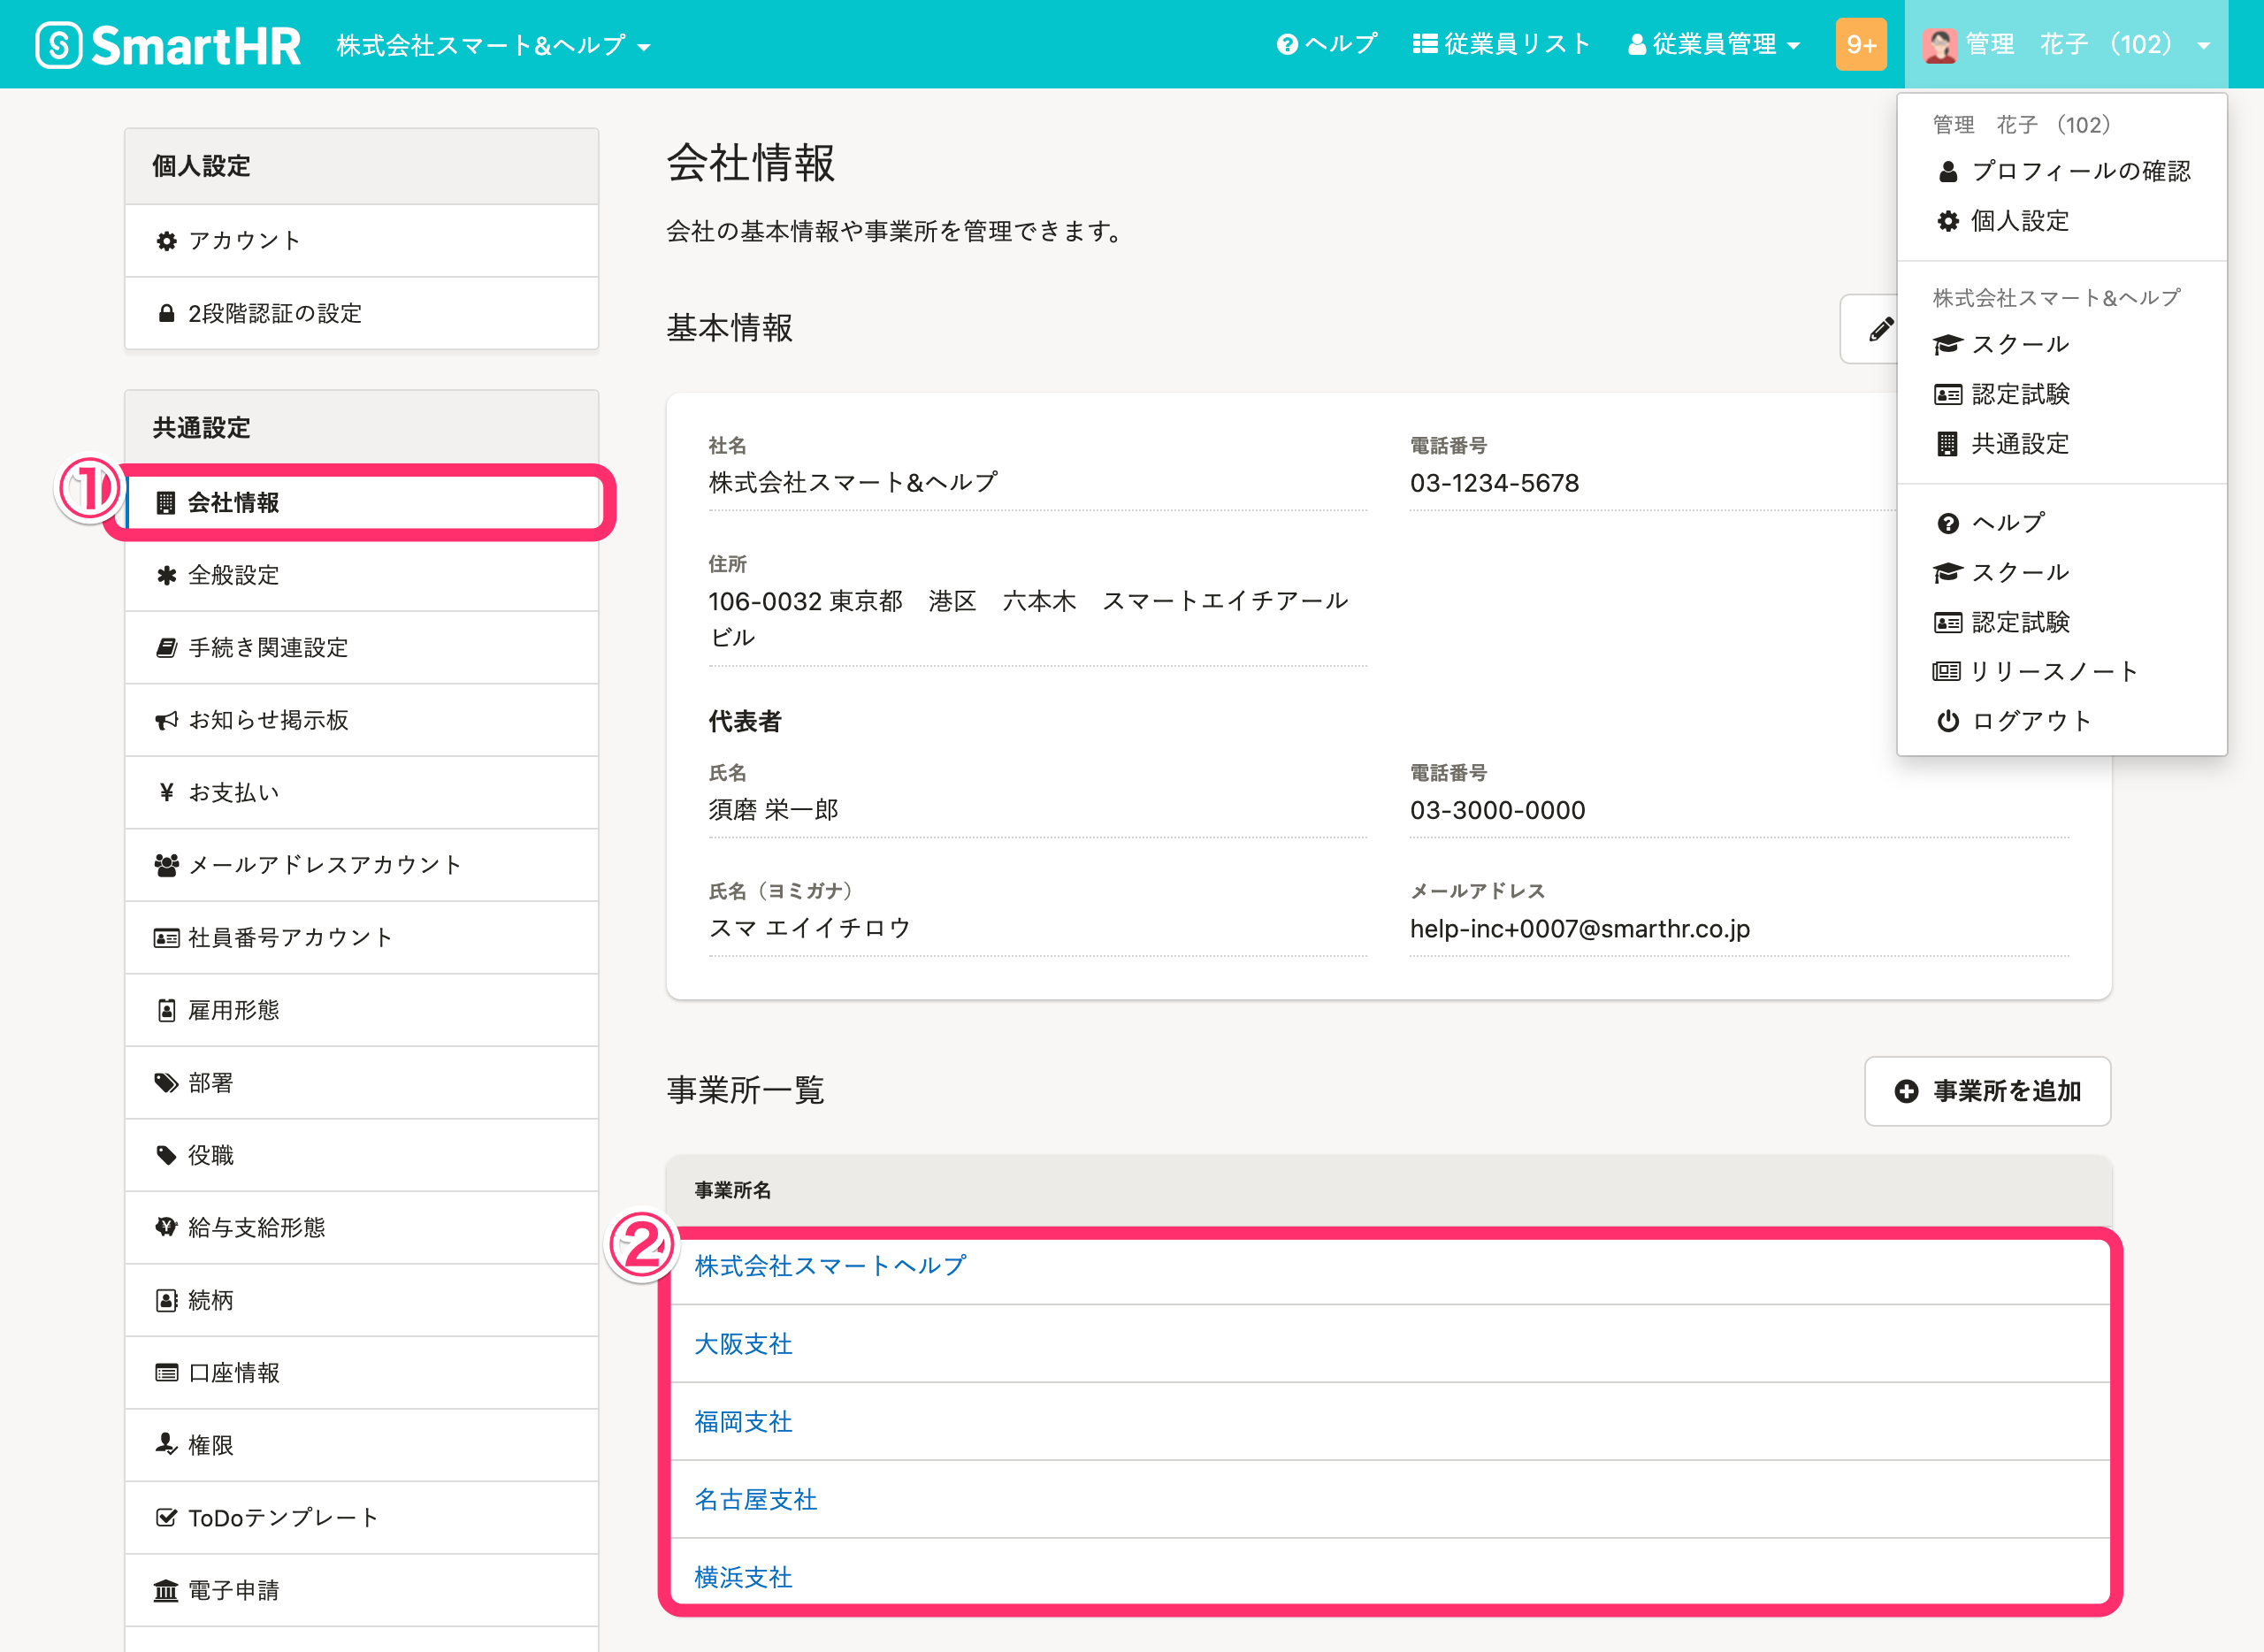 SmartHR 株式会社スマート&ヘルプ ヘルプ 従業員リスト 従業員管理 9+ 管理　花子 （102）
管理　花子 （102）
プロフィールの確認
個人設定
株式会社スマート&ヘルプ
スクール
認定試験
共通設定
ヘルプ
スクール
認定試験
リリースノート
ログアウト
個人設定
アカウント
2段階認証の設定
共通設定
①
会社情報
全般設定
手続き関連設定
お知らせ掲示板
¥ お支払い
メールアドレスアカウント
社員番号アカウント
雇用形態
部署
役職
給与支給形態
続柄
口座情報
権限
ToDoテンプレート
電子申請
会社情報
会社の基本情報や事業所を管理できます。
基本情報
社名
株式会社スマート&ヘルプ
電話番号
03-1234-5678
住所
106-0032 東京都　港区　六本木　スマートエイチアール
ビル
代表者
氏名
須磨 栄一郎
電話番号
03-3000-0000
氏名（ヨミガナ）
スマ エイイチロウ
メールアドレス
help-inc+0007@smarthr.co.jp
事業所一覧
事業所を追加
事業所名
②
株式会社スマートヘルプ
大阪支社
福岡支社
名古屋支社
横浜支社